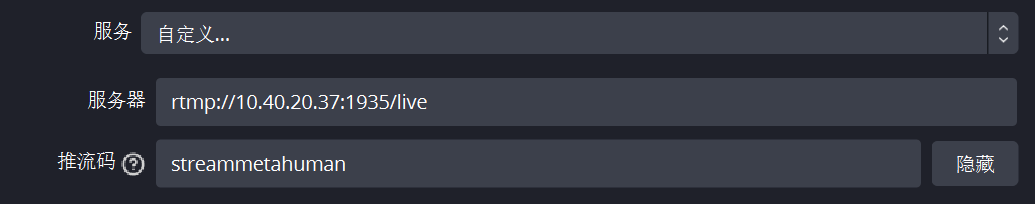 服务 自定义...
服务器 rtmp://10.40.20.37:1935/live
推流码 ? streammetahuman 隐藏